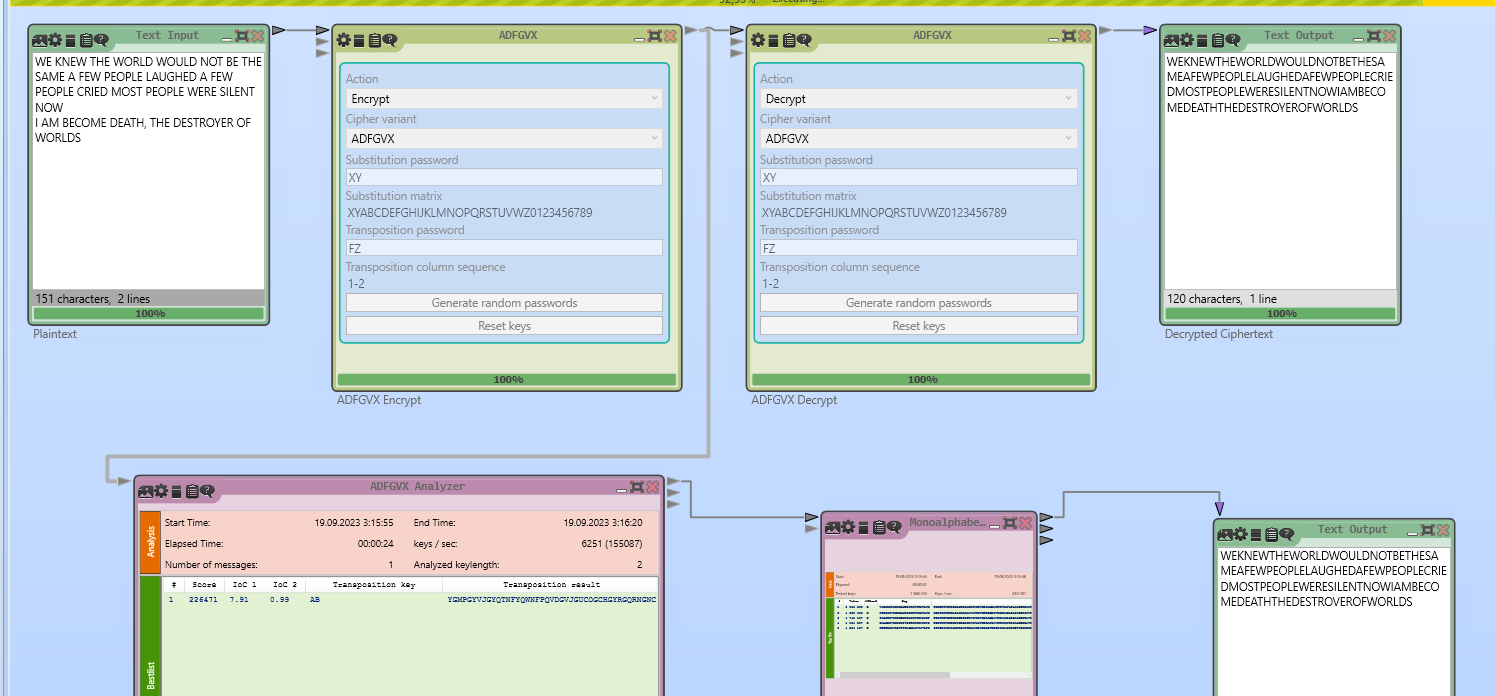 92,99% Executing...
Text Input
WE KNEW THE WORLD WOULD NOT BE THE
SAME A FEW PEOPLE LAUGHED A FEW
PEOPLE CRIED MOST PEOPLE WERE SILENT
NOW
I AM BECOME DEATH, THE DESTROYER OF
WORLDS
151 characters, 2 lines
100%
Plaintext
ADFGVX
Action
Encrypt
Cipher variant
ADFGVX
Substitution password
XY
Substitution matrix
XYABCDEFGHIJKLMNOPQRSTUVWZ0123456789
Transposition password
FZ
Transposition column sequence
1-2
Generate random passwords
Reset keys
100%
ADFGVX Encrypt
ADFGVX
Action
Decrypt
Cipher variant
ADFGVX
Substitution password
XY
Substitution matrix
XYABCDEFGHIJKLMNOPQRSTUVWZ0123456789
Transposition password
FZ
Transposition column sequence
1-2
Generate random passwords
Reset keys
100%
ADFGVX Decrypt
Text Output
WEKNEWTHEWORLDWOULDNOTBETHESA
MEAFEWPEOPLELAUGHEDAFEWPEOPLECRIE
DMOSTPEOPLEWERESILENTNOWIAMBECO
MEDEATHTHEDESTROYEROFWORLDS
120 characters, 1 line
100%
Decrypted Ciphertext
ADFGVX Analyzer
Analysis
Start Time: 19.09.2023 3:15:55 End Time: 19.09.2023 3:16:20
Elapsed Time: 00:00:24 keys / sec: 6251 (155087)
Number of messages: 1 Analyzed keylength: 2
Bestlist
# Score IoC 1 IoC 2 Transposition key Transposition result
1 226471 7.91 0.99 AB YGMPGYVJGYQTNFYQWNFPQVDGVJGUCOGCHGYRGQRNGNC
Monoalphabe...
Text Output
WEKNEWTHEWORLDWOULDNOTBETHESA
MEAFEWPEOPLELAUGHEDAFEWPEOPLECRIE
DMOSTPEOPLEWERESILENTNOWIAMBECO
MEDEATHTHEDESTROVEROFWORLDS